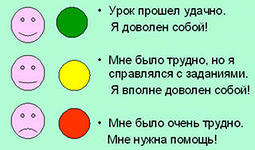 • Урок прошел удачно.
Я доволен собой!
• Мне было трудно, но я
справлялся с заданиями.
Я вполне доволен собой!
• Мне было очень трудно.
Мне нужна помощь!